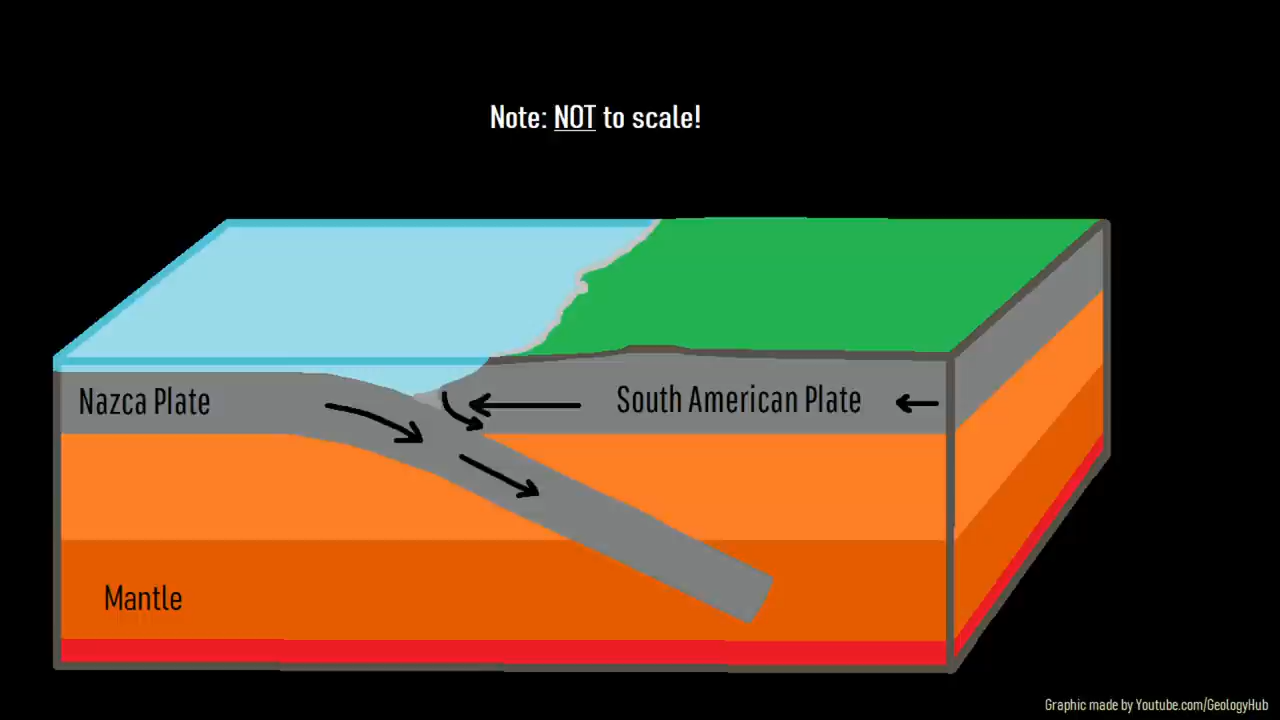 Note: NOT to scale!
Nazca Plate
South American Plate
Mantle
Graphic made by Youtube.com/GeologyHub